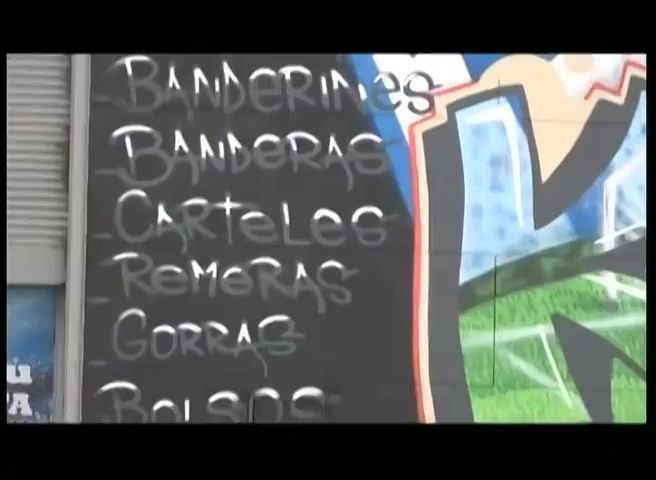 - Banderines
- Banderas
- Carteles
- Remeras
- Gorras
Bolsos